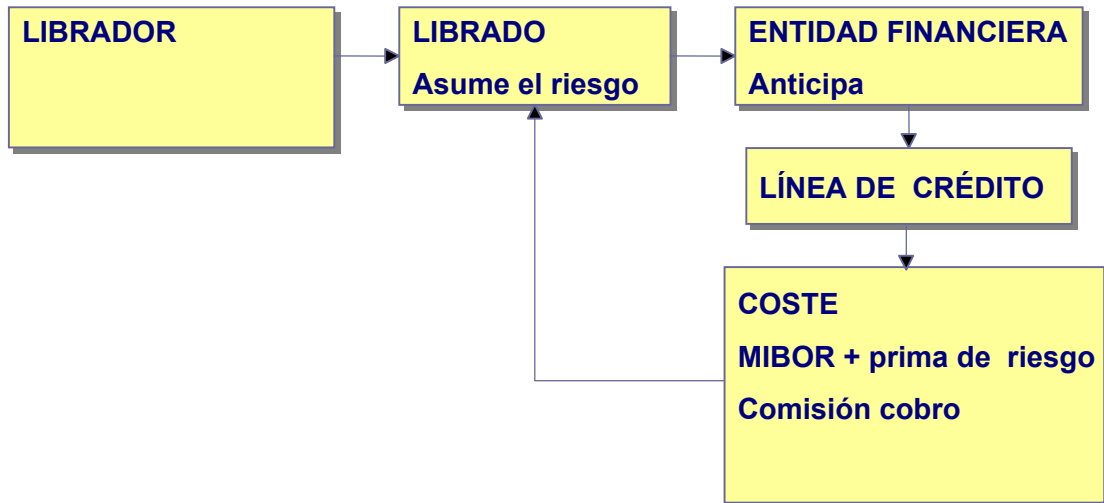 LIBRADOR
LIBRADO
Asume el riesgo
ENTIDAD FINANCIERA
Anticipa
LÍNEA DE CRÉDITO
COSTE
MIBOR + prima de riesgo
Comisión cobro